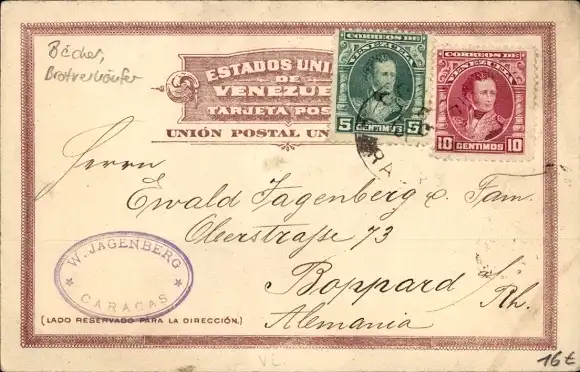 Bäcker,
Brotverkäufer
ESTADOS UNI
DE
VENEZUE
TARJETA POS
UNIÓN POSTAL UN
CORREOS DE
VENEZUELA
5 CENTIMOS 5
CORREOS DE
VENEZUELA
10 CENTIMOS 10
Herrn
Ewald Jagenberg & Fam.
Oberstraße 73
Boppard a/
Rh.
Alemania
W. JAGENBERG
CARACAS
(LADO RESERVADO PARA LA DIRECCIÓN.)
16 €